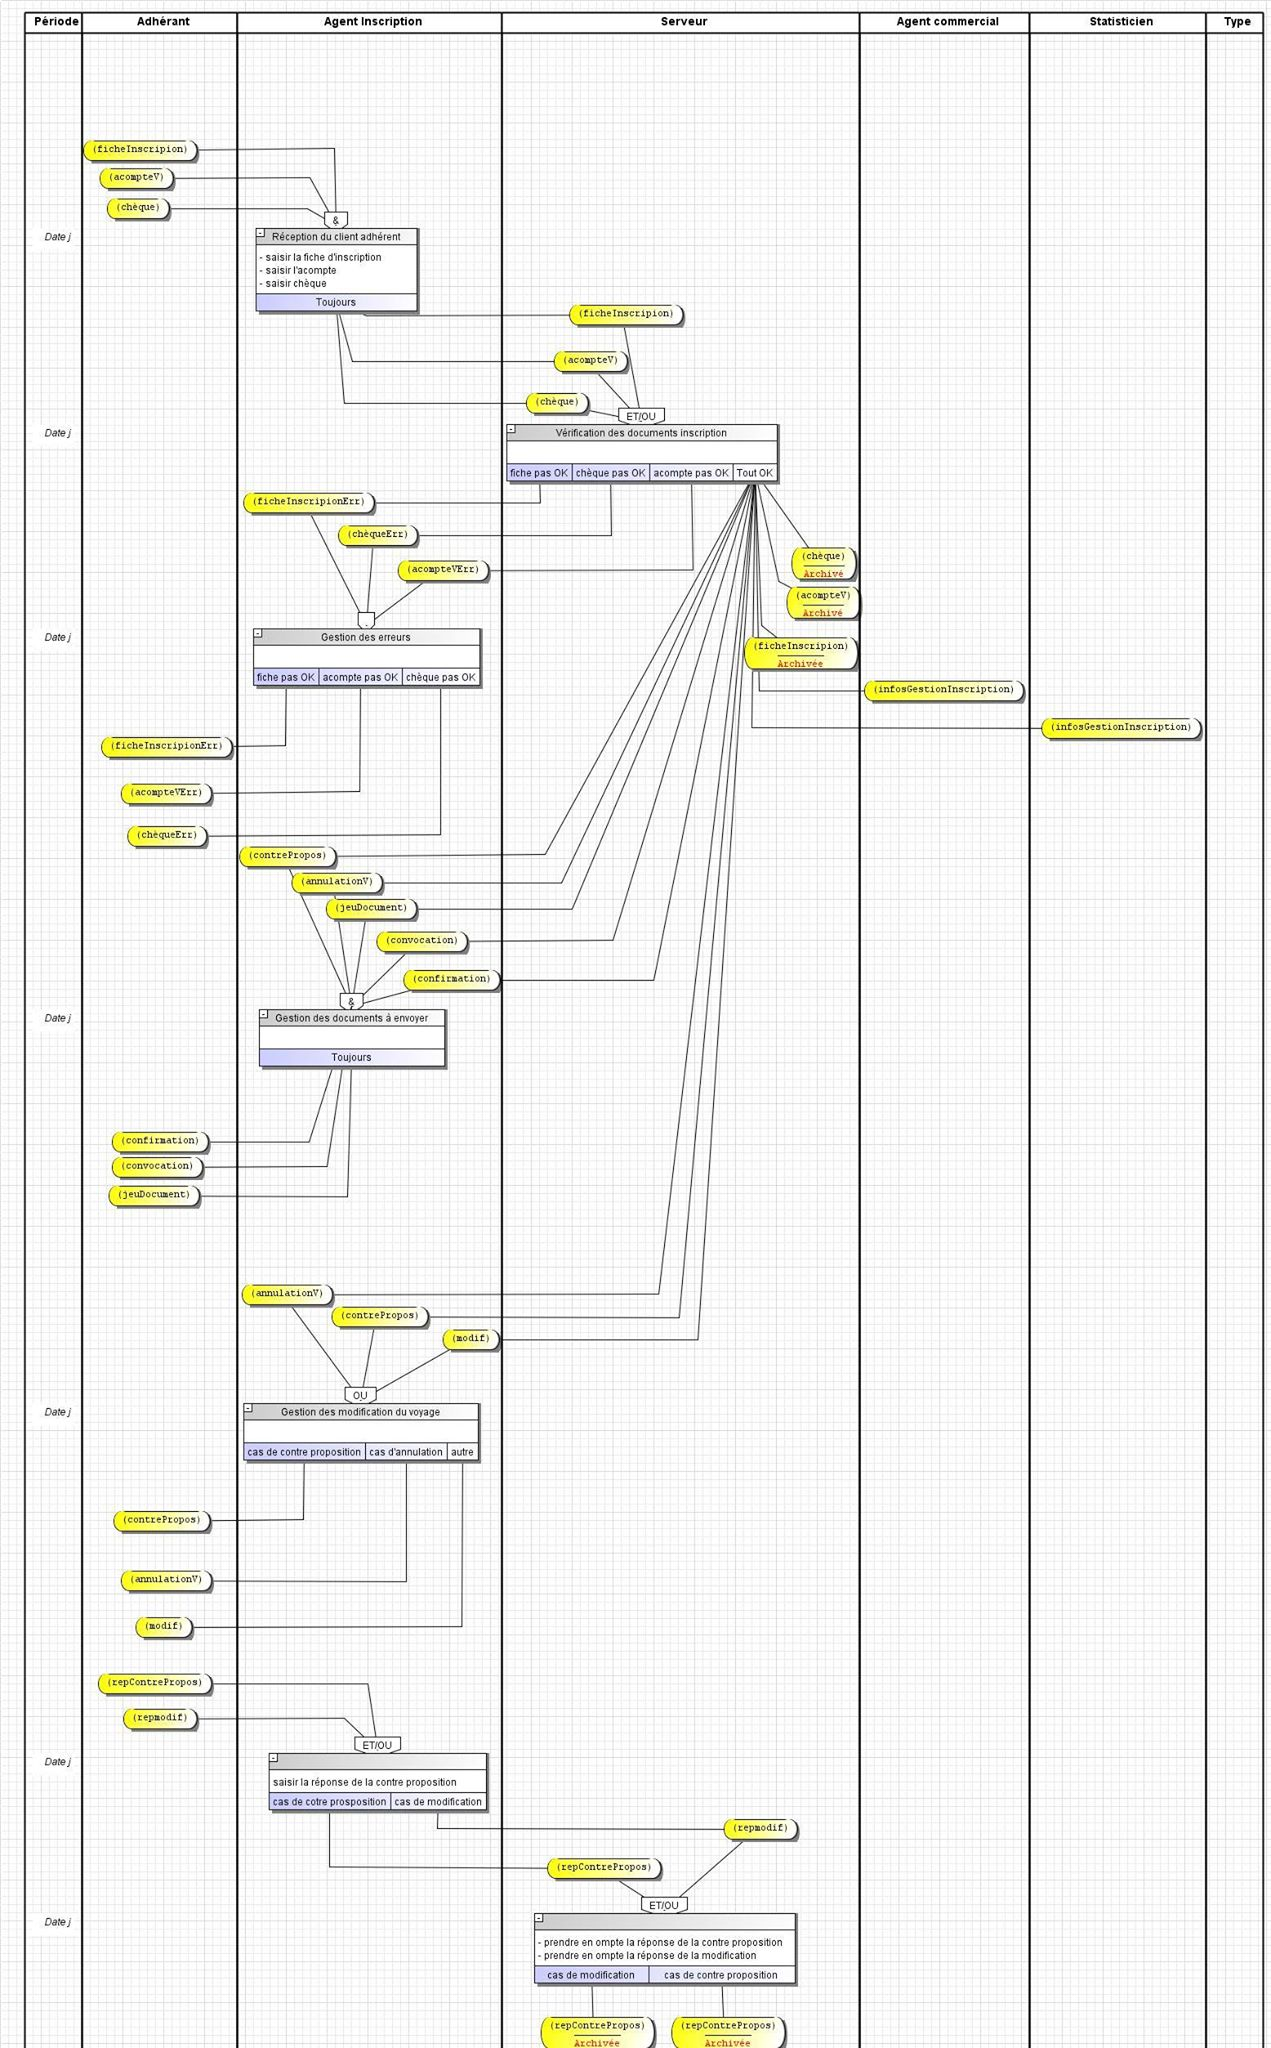 Période Adhérant Agent Inscription Serveur Agent commercial Statisticien Type
(ficheInscripion)
(acompteV)
(chèque)
&
Date j
Réception du client adhérent
- saisir la fiche d'inscription
- saisir l'acompte
- saisir chèque
Toujours
(ficheInscripion)
(acompteV)
(chèque)
ET/OU
Date j
Vérification des documents inscription
fiche pas OK chèque pas OK acompte pas OK Tout OK
(ficheInscripionErr)
(chèqueErr)
(acompteVErr)
(chèque)
Archivé
(acompteV)
Archivé
(ficheInscripion)
Archivée
Date j
Gestion des erreurs
fiche pas OK acompte pas OK chèque pas OK
(infosGestionInscription)
(infosGestionInscription)
(ficheInscripionErr)
(acompteVErr)
(chèqueErr)
(contrePropos)
(annulationV)
(jeuDocument)
(convocation)
(confirmation)
&
Date j
Gestion des documents à envoyer
Toujours
(confirmation)
(convocation)
(jeuDocument)
(annulationV)
(contrePropos)
(modif)
OU
Date j
Gestion des modification du voyage
cas de contre proposition cas d'annulation autre
(contrePropos)
(annulationV)
(modif)
(repContrePropos)
(repmodif)
ET/OU
Date j
saisir la réponse de la contre proposition
cas de cotre prosposition cas de modification
(repmodif)
(repContrePropos)
ET/OU
Date j
- prendre en ompte la réponse de la contre proposition
- prendre en ompte la réponse de la modification
cas de modification cas de contre proposition
(repContrePropos) (repContrePropos)
Archivée Archivée